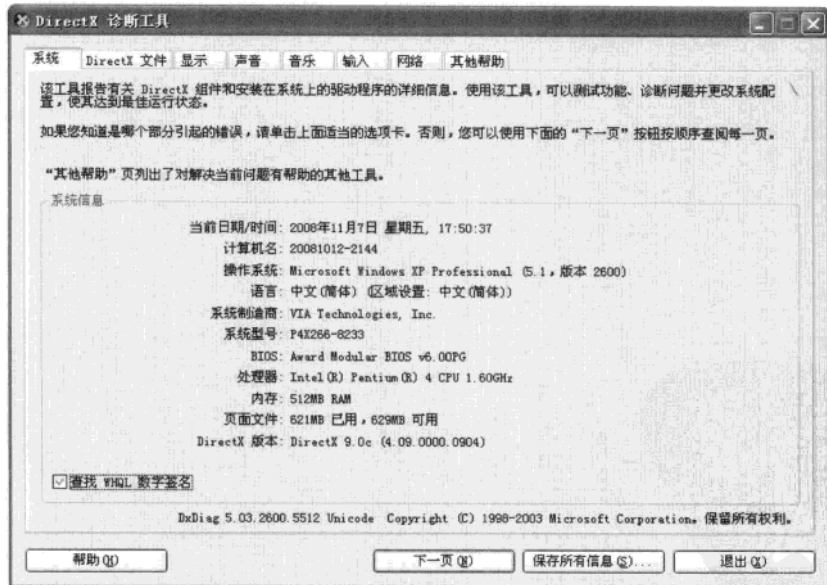 DirectX 诊断工具
系统 DirectX 文件 显示 声音 音乐 输入 网络 其他帮助
该工具报告有关 DirectX 组件和安装在系统上的驱动程序的详细信息。使用该工具，可以测试功能、诊断问题并更改系统配
置，使其达到最佳运行状态。
如果您知道是哪个部分引起的错误，请单击上面适当的选项卡。否则，您可以使用下面的“下一页”按钮按顺序查阅每一页。
“其他帮助”页列出了对解决当前问题有帮助的其他工具。
系统信息
当前日期/时间: 2008年11月7日 星期五, 17:50:37
计算机名: 20081012-2144
操作系统: Microsoft Windows XP Professional (5.1，版本 2600)
语言: 中文(简体) (区域设置: 中文(简体))
系统制造商: VIA Technologies, Inc.
系统型号: P4X266-8233
BIOS: Award Modular BIOS v6.00PG
处理器: Intel(R) Pentium(R) 4 CPU 1.60GHz
内存: 512MB RAM
页面文件: 621MB 已用，629MB 可用
DirectX 版本: DirectX 9.0c (4.09.0000.0904)
查找 WHQL 数字签名
DxDiag 5.03.2600.5512 Unicode Copyright (C) 1998-2003 Microsoft Corporation。保留所有权利。
帮助(H) 下一页(N) 保存所有信息(S)... 退出(X)